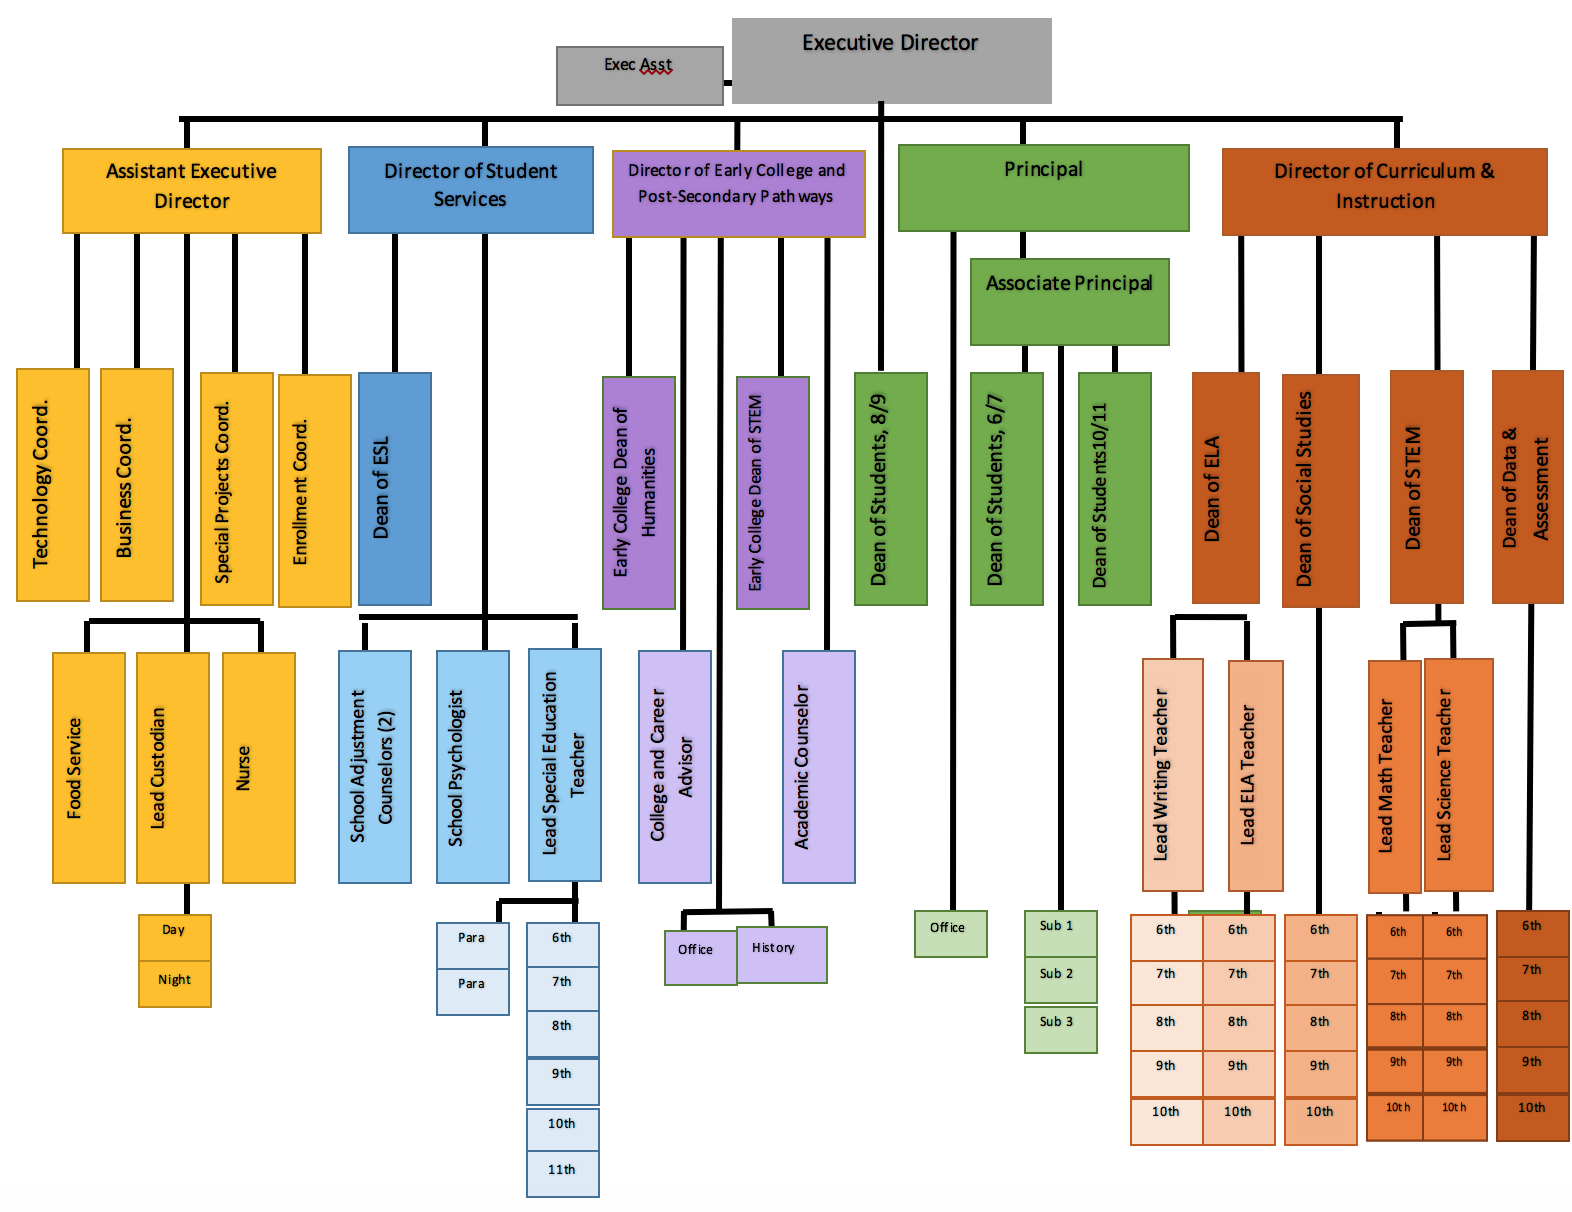 Executive Director
Exec Asst
Assistant Executive
Director
Director of Student
Services
Director of Early College and
Post-Secondary Pathways
Principal
Director of Curriculum &
Instruction
Associate Principal
Technology Coord.
Business Coord.
Special Projects Coord.
Enrollment Coord.
Dean of ESL
Early College Dean of
Humanities
Early College Dean of STEM
Dean of Students, 8/9
Dean of Students, 6/7
Dean of Students10/11
Dean of ELA
Dean of Social Studies
Dean of STEM
Dean of Data &
Assessment
Food Service
Lead Custodian
Nurse
School Adjustment
Counselors (2)
School Psychologist
Lead Special Education
Teacher
College and Career
Advisor
Academic Counselor
Lead Writing Teacher
Lead ELA Teacher
Lead Math Teacher
Lead Science Teacher
Day
Night
Para
Para
6th
7th
8th
9th
10th
11th
Office
History
Office
Sub 1
Sub 2
Sub 3
6th
7th
8th
9th
10th
6th
7th
8th
9th
10th
6th
7th
8th
9th
10th
6th
7th
8th
9th
10th
6th
7th
8th
9th
10th
6th
7th
8th
9th
10th